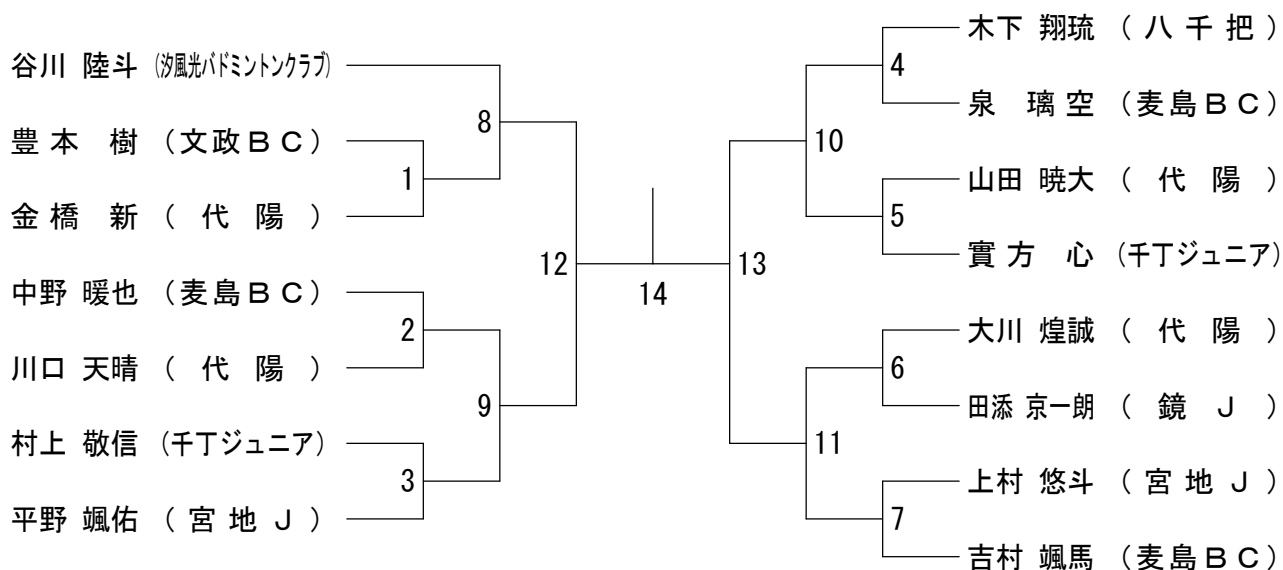 谷川 陸斗 (汐風光バドミントンクラブ)
豊本 樹 (文政BC)
金橋 新 (代陽)
中野 暖也 (麦島BC)
川口 天晴 (代陽)
村上 敬信 (千丁ジュニア)
平野 颯佑 (宮地J)
1
2
3
8
9
12
14
13
10
11
4
5
6
7
木下 翔琉 (八千把)
泉 璃空 (麦島BC)
山田 暁大 (代陽)
實方 心 (千丁ジュニア)
大川 煌誠 (代陽)
田添 京一朗 (鏡J)
上村 悠斗 (宮地J)
吉村 颯馬 (麦島BC)